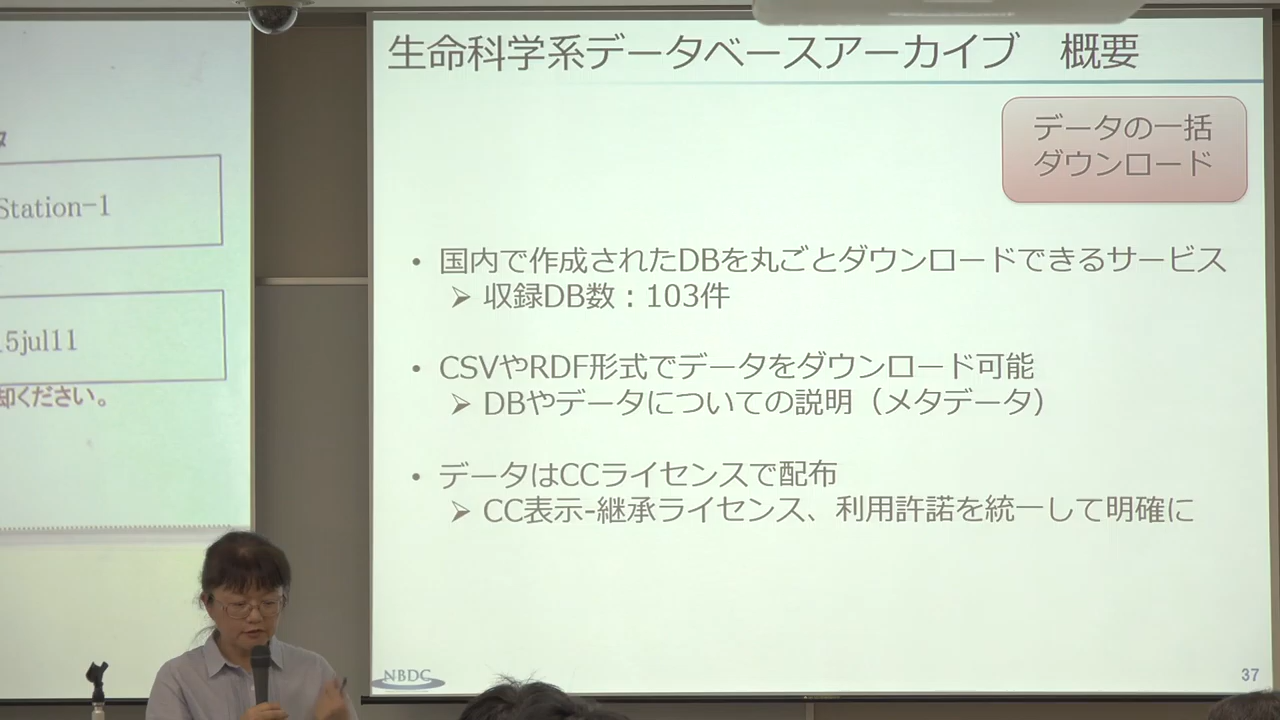 生命科学系データベースアーカイブ　概要
データの一括
ダウンロード
• 国内で作成されたDBを丸ごとダウンロードできるサービス
➤ 収録DB数：103件
• CSVやRDF形式でデータをダウンロード可能
➤ DBやデータについての説明（メタデータ）
• データはCCライセンスで配布
➤ CC表示-継承ライセンス、利用許諾を統一して明確に
NBDC
37
タ
Station-1
5jul11
却ください。